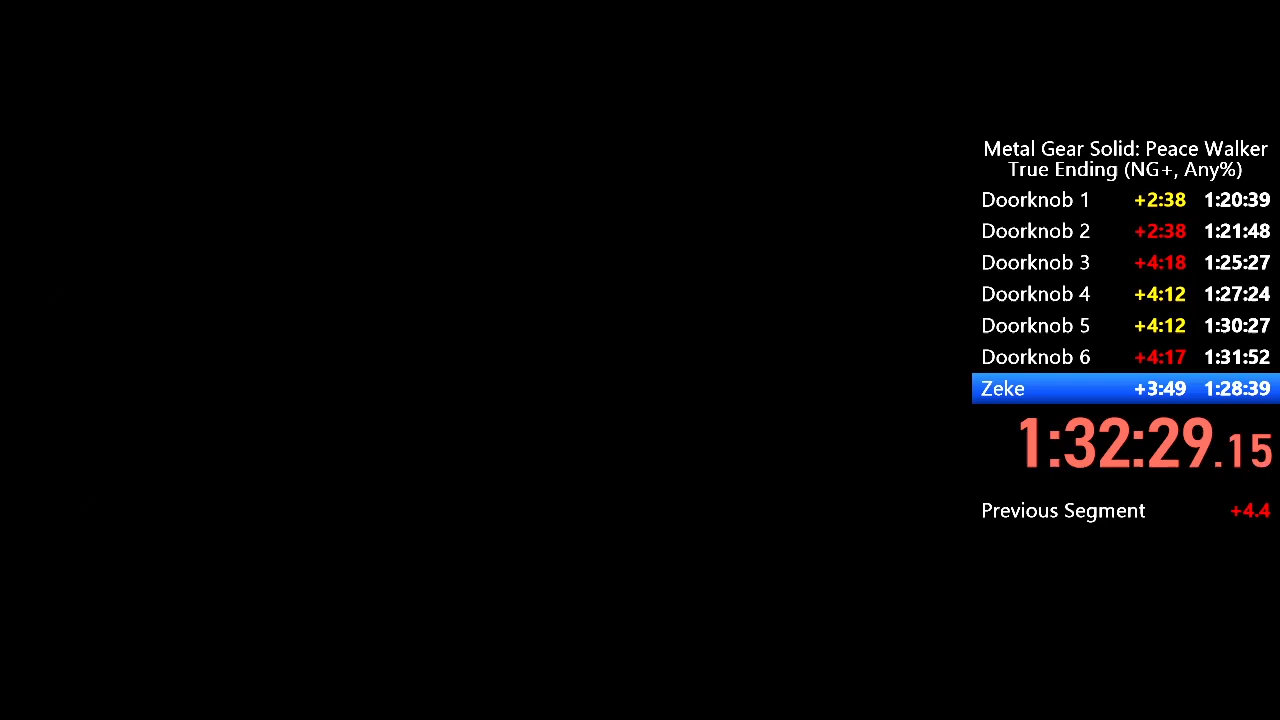 Metal Gear Solid: Peace Walker
True Ending (NG+, Any%)
Doorknob 1 +2:38 1:20:39
Doorknob 2 +2:38 1:21:48
Doorknob 3 +4:18 1:25:27
Doorknob 4 +4:12 1:27:24
Doorknob 5 +4:12 1:30:27
Doorknob 6 +4:17 1:31:52
Zeke +3:49 1:28:39
1:32:29.15
Previous Segment +4.4